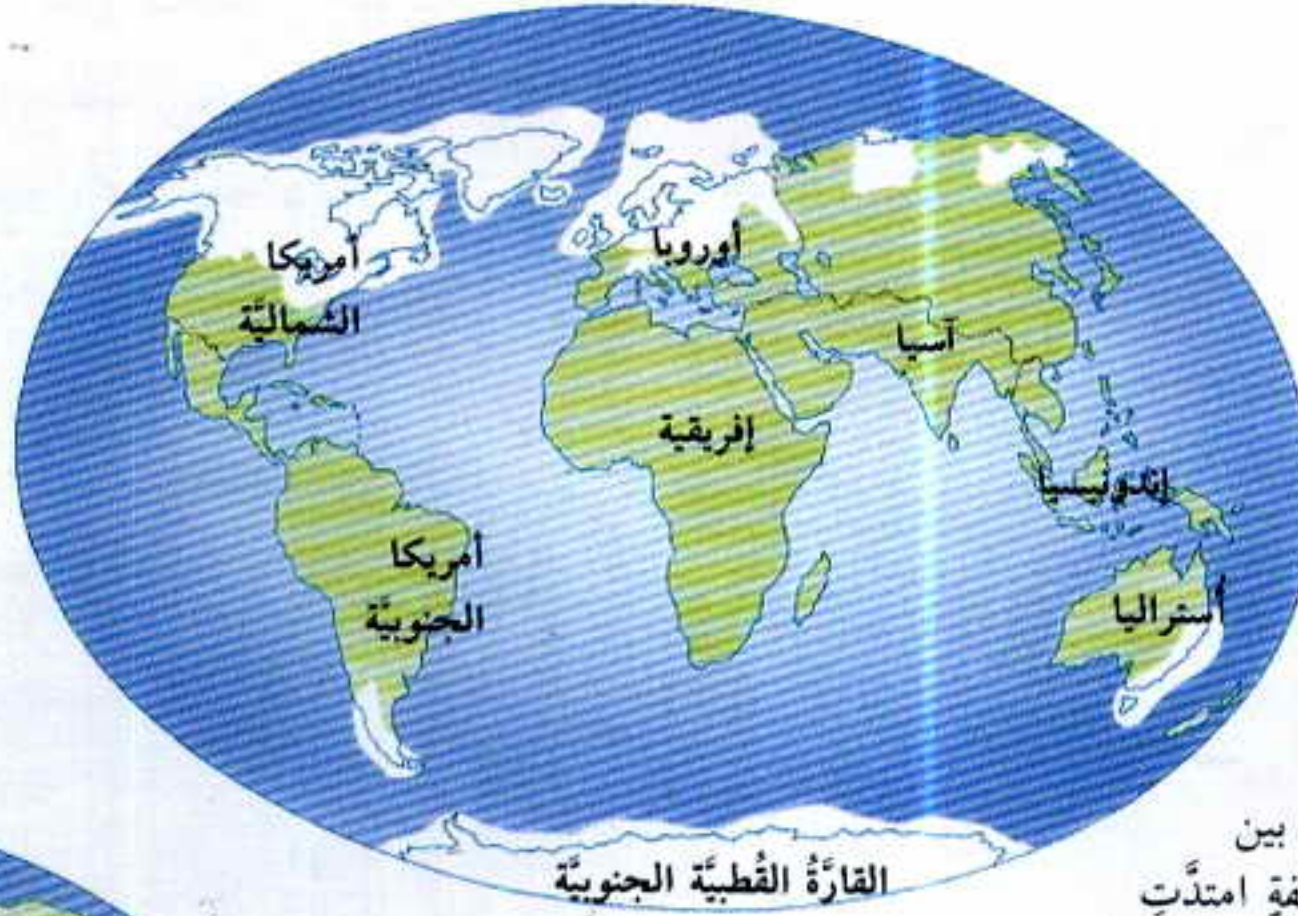 أوروبا
أمريكا
الشماليَّة
آسيا
إفريقية
إندونيسيا
أمريكا
الجنوبيَّة
أستراليا
القارَّةُ القُطبيَّة الجنوبيَّة
بين
امتدَّت